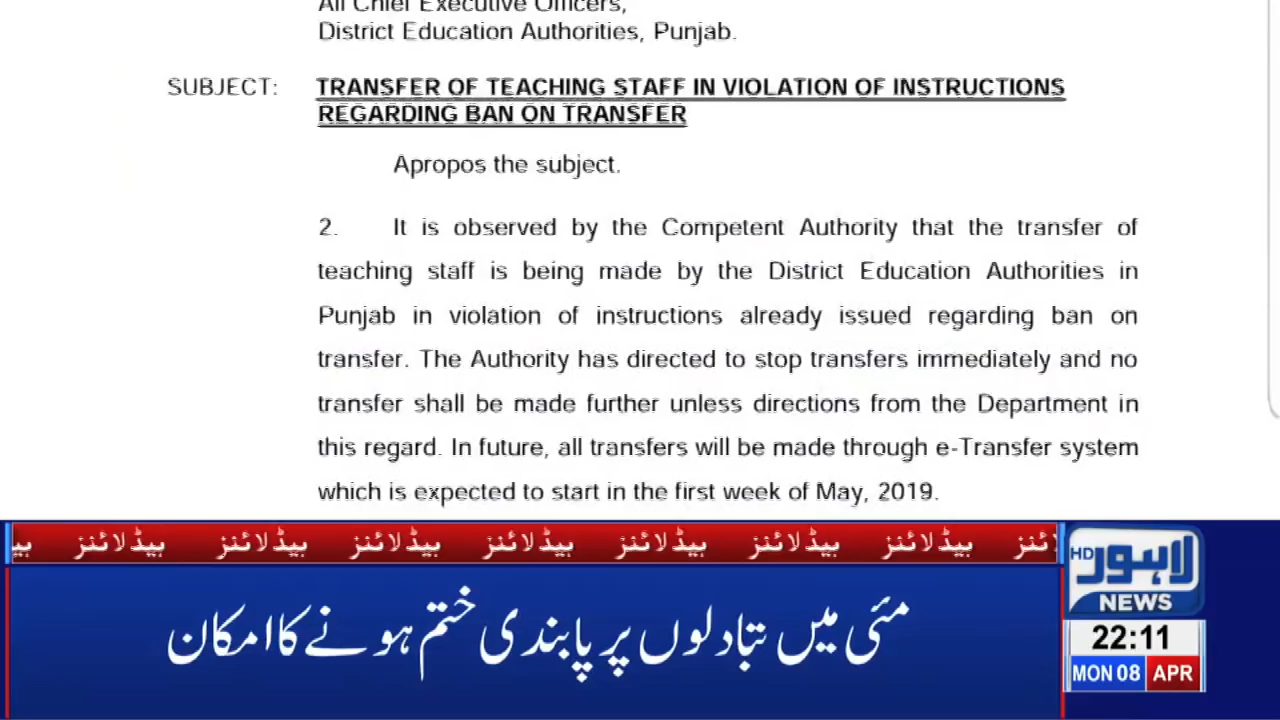 All Chief Executive Officers,
District Education Authorities, Punjab.
SUBJECT: TRANSFER OF TEACHING STAFF IN VIOLATION OF INSTRUCTIONS
REGARDING BAN ON TRANSFER
Apropos the subject.
2. It is observed by the Competent Authority that the transfer of
teaching staff is being made by the District Education Authorities in
Punjab in violation of instructions already issued regarding ban on
transfer. The Authority has directed to stop transfers immediately and no
transfer shall be made further unless directions from the Department in
this regard. In future, all transfers will be made through e-Transfer system
which is expected to start in the first week of May, 2019.
ہیڈلائنز ہیڈلائنز ہیڈلائنز ہیڈلائنز ہیڈلائنز ہیڈلائنز ہیڈلائنز
مئی میں تبادلوں پر پابندی ختم ہونے کا امکان
لاہور HD
NEWS
22:11
MON 08 APR